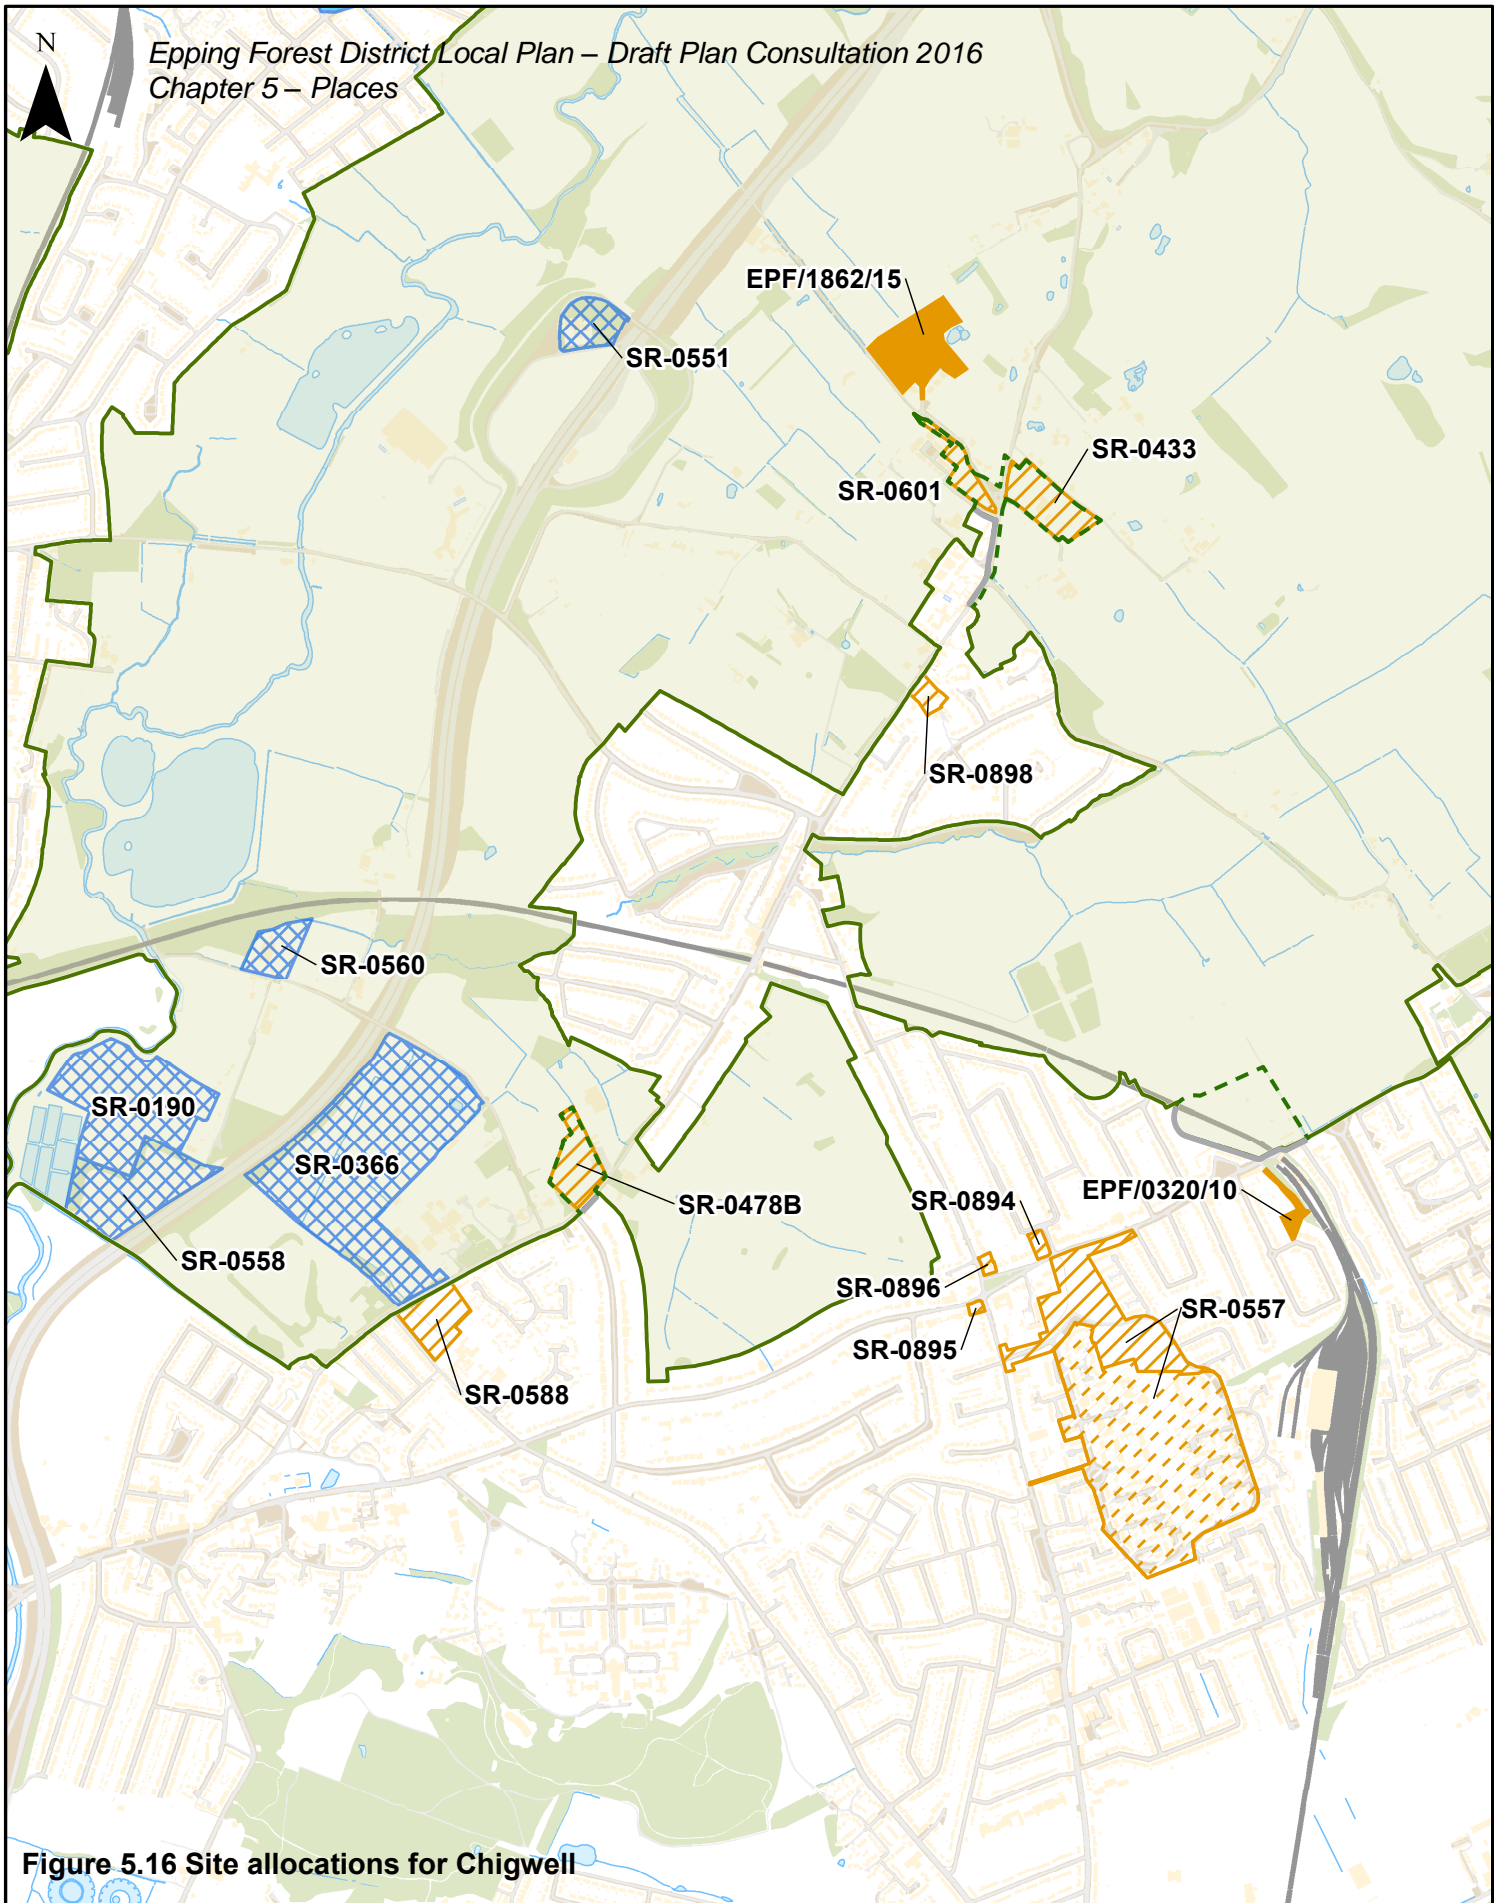 N
Epping Forest District Local Plan – Draft Plan Consultation 2016
Chapter 5 – Places
EPF/1862/15
SR-0551
SR-0433
SR-0601
SR-0898
SR-0560
SR-0190
SR-0366
SR-0478B
SR-0894
EPF/0320/10
SR-0558
SR-0896
SR-0557
SR-0895
SR-0588
Figure 5.16 Site allocations for Chigwell